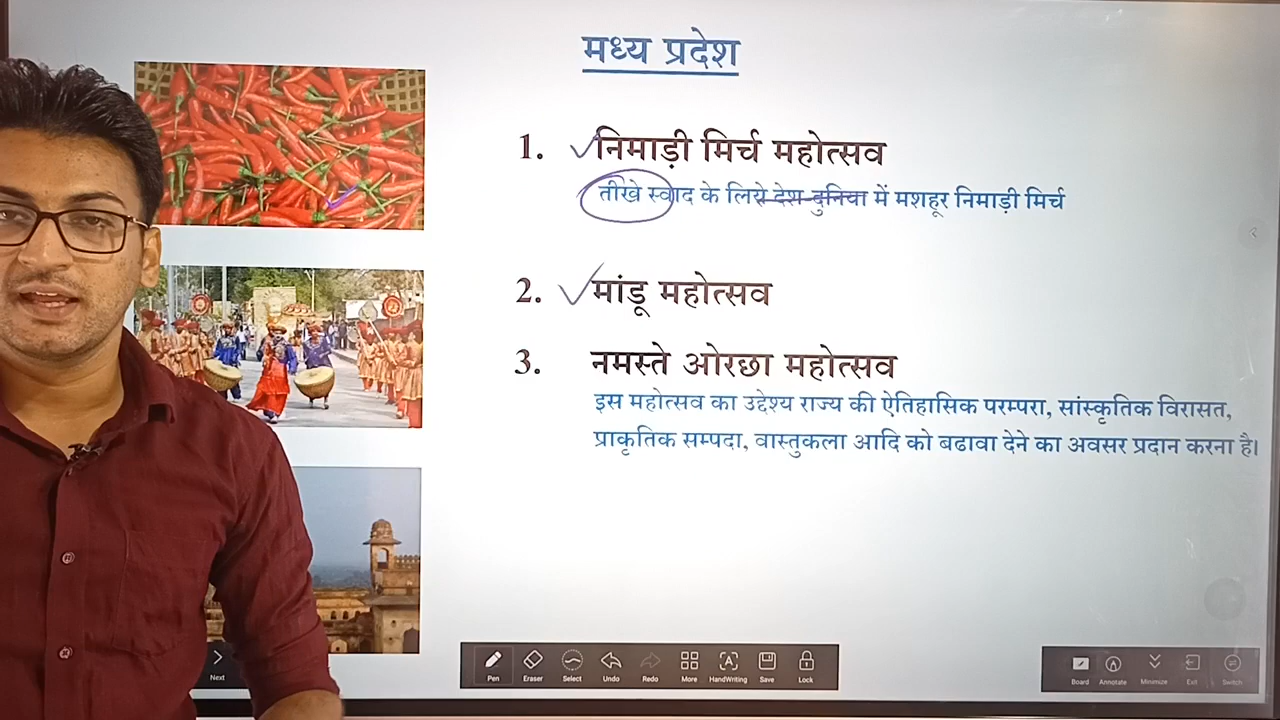 मध्य प्रदेश
1. निमाड़ी मिर्च महोत्सव
तीखे स्वाद के लिये देश-दुनिया में मशहूर निमाड़ी मिर्च
2. मांडू महोत्सव
3. नमस्ते ओरछा महोत्सव
इस महोत्सव का उद्देश्य राज्य की ऐतिहासिक परम्परा, सांस्कृतिक विरासत,
प्राकृतिक सम्पदा, वास्तुकला आदि को बढावा देने का अवसर प्रदान करना है।
Next
Pen Eraser Select Undo Redo More HandWriting Save Lock
Board Annotate Minimize Exit Switch